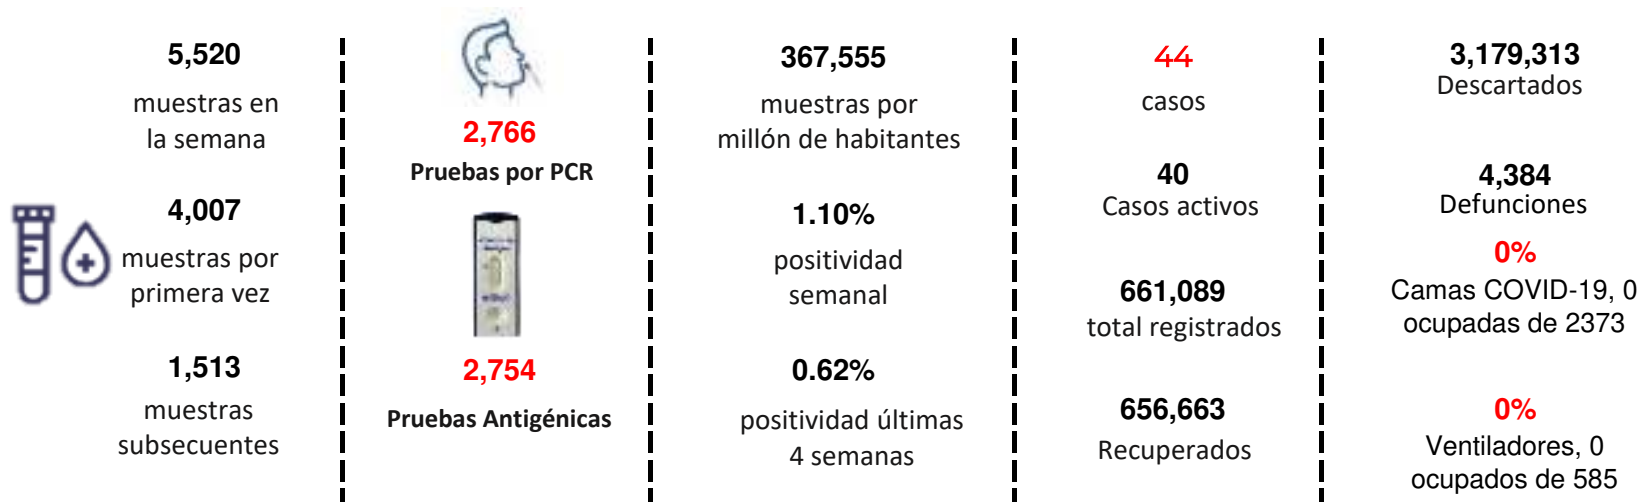 5,520
muestras en
la semana
4,007
muestras por
primera vez
1,513
muestras
subsecuentes
2,766
Pruebas por PCR
2,754
Pruebas Antigénicas
367,555
muestras por
millón de habitantes
1.10%
positividad
semanal
0.62%
positividad últimas
4 semanas
44
casos
40
Casos activos
661,089
total registrados
656,663
Recuperados
3,179,313
Descartados
4,384
Defunciones
0%
Camas COVID-19, 0
ocupadas de 2373
0%
Ventiladores, 0
ocupados de 585